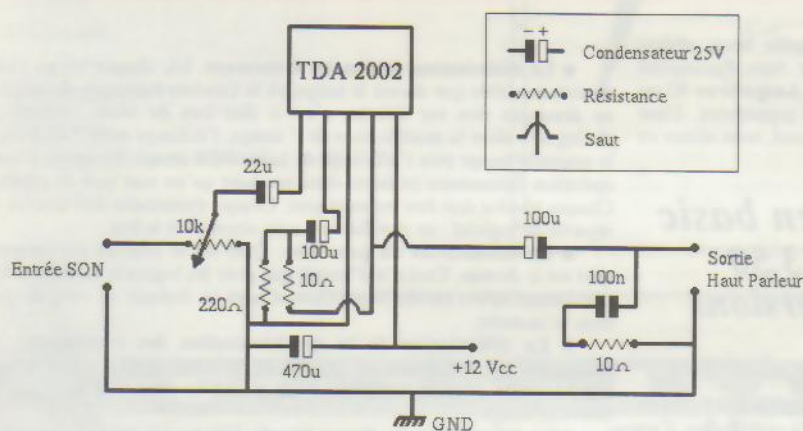 TDA 2002
− +
Condensateur 25V
Résistance
Saut
22u
10k
100u
10Ω
220Ω
Entrée SON
470u
+12 Vcc
100u
100n
10Ω
Sortie
Haut Parleur
GND